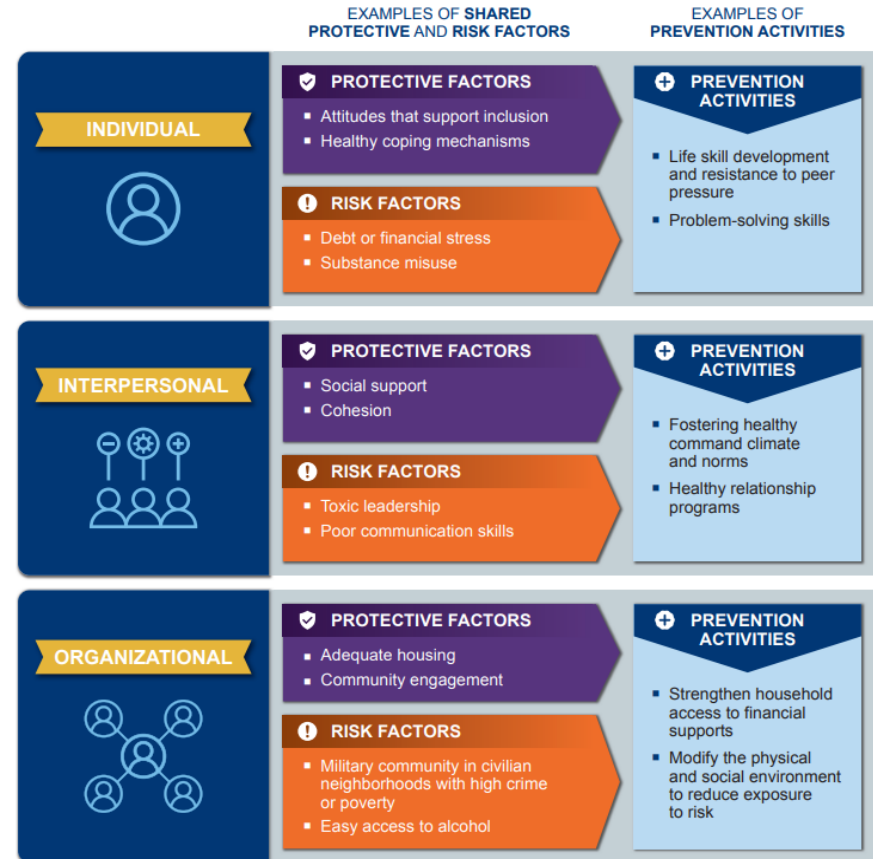 EXAMPLES OF SHARED
PROTECTIVE AND RISK FACTORS
EXAMPLES OF
PREVENTION ACTIVITIES
INDIVIDUAL
PROTECTIVE FACTORS
Attitudes that support inclusion
Healthy coping mechanisms
RISK FACTORS
Debt or financial stress
Substance misuse
PREVENTION
ACTIVITIES
Life skill development
and resistance to peer
pressure
Problem-solving skills
INTERPERSONAL
PROTECTIVE FACTORS
Social support
Cohesion
RISK FACTORS
Toxic leadership
Poor communication skills
PREVENTION
ACTIVITIES
Fostering healthy
command climate
and norms
Healthy relationship
programs
ORGANIZATIONAL
PROTECTIVE FACTORS
Adequate housing
Community engagement
RISK FACTORS
Military community in civilian
neighborhoods with high crime
or poverty
Easy access to alcohol
PREVENTION
ACTIVITIES
Strengthen household
access to financial
supports
Modify the physical
and social environment
to reduce exposure
to risk